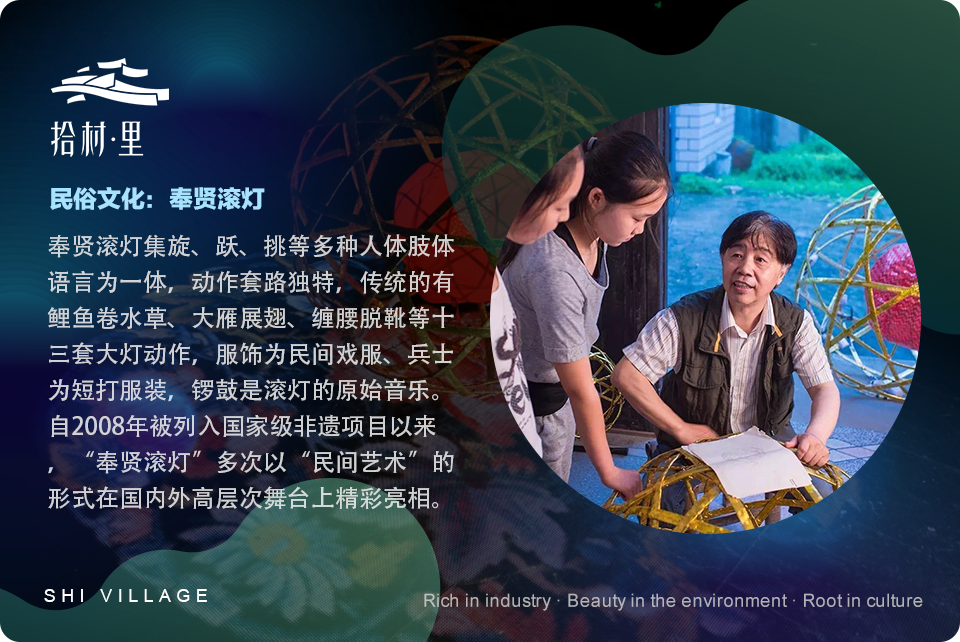 拾村·里
民俗文化：奉贤滚灯
奉贤滚灯集旋、跃、挑等多种人体肢体
语言为一体，动作套路独特，传统的有
鲤鱼卷水草、大雁展翅、缠腰脱靴等十
三套大灯动作，服饰为民间戏服、兵士
为短打服装，锣鼓是滚灯的原始音乐。
自2008年被列入国家级非遗项目以来
，“奉贤滚灯”多次以“民间艺术”的
形式在国内外高层次舞台上精彩亮相。
SHI VILLAGE
Rich in industry · Beauty in the environment · Root in culture